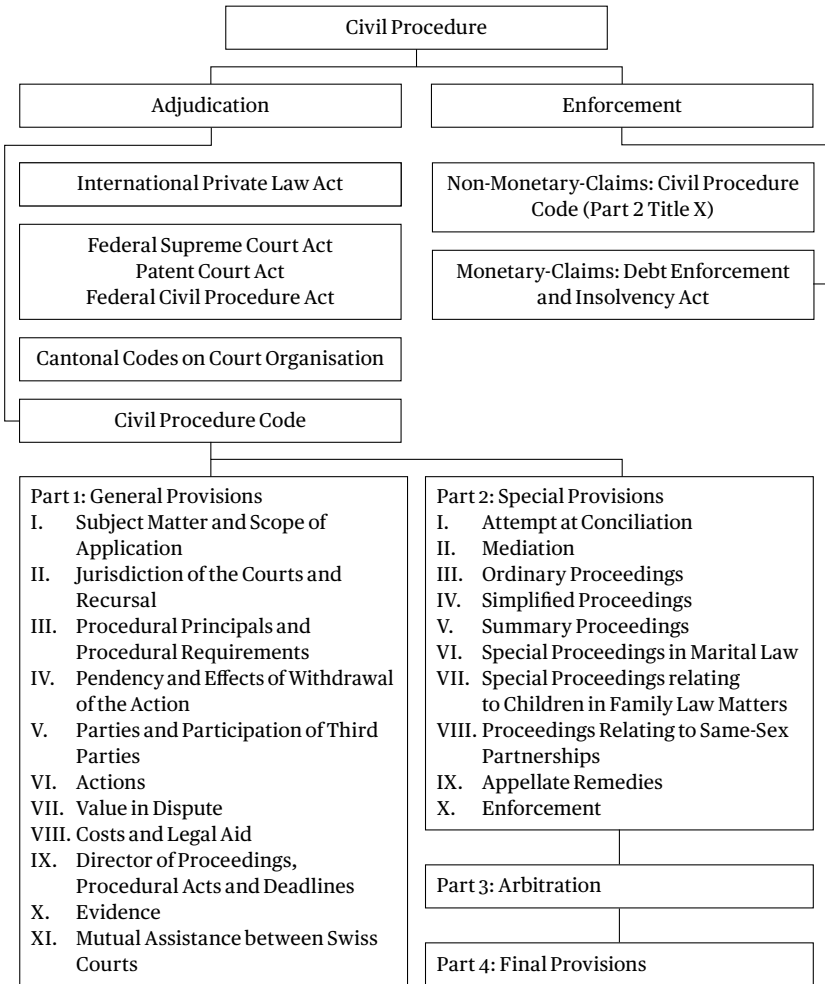 Civil Procedure
Adjudication
Enforcement
International Private Law Act
Federal Supreme Court Act
Patent Court Act
Federal Civil Procedure Act
Cantonal Codes on Court Organisation
Civil Procedure Code
Non-Monetary-Claims: Civil Procedure
Code (Part 2 Title X)
Monetary-Claims: Debt Enforcement
and Insolvency Act
Part 1: General Provisions
I. Subject Matter and Scope of
Application
II. Jurisdiction of the Courts and
Recursal
III. Procedural Principals and
Procedural Requirements
IV. Pendency and Effects of Withdrawal
of the Action
V. Parties and Participation of Third
Parties
VI. Actions
VII. Value in Dispute
VIII. Costs and Legal Aid
IX. Director of Proceedings,
Procedural Acts and Deadlines
X. Evidence
XI. Mutual Assistance between Swiss
Courts
Part 2: Special Provisions
I. Attempt at Conciliation
II. Mediation
III. Ordinary Proceedings
IV. Simplified Proceedings
V. Summary Proceedings
VI. Special Proceedings in Marital Law
VII. Special Proceedings relating
to Children in Family Law Matters
VIII. Proceedings Relating to Same-Sex
Partnerships
IX. Appellate Remedies
X. Enforcement
Part 3: Arbitration
Part 4: Final Provisions